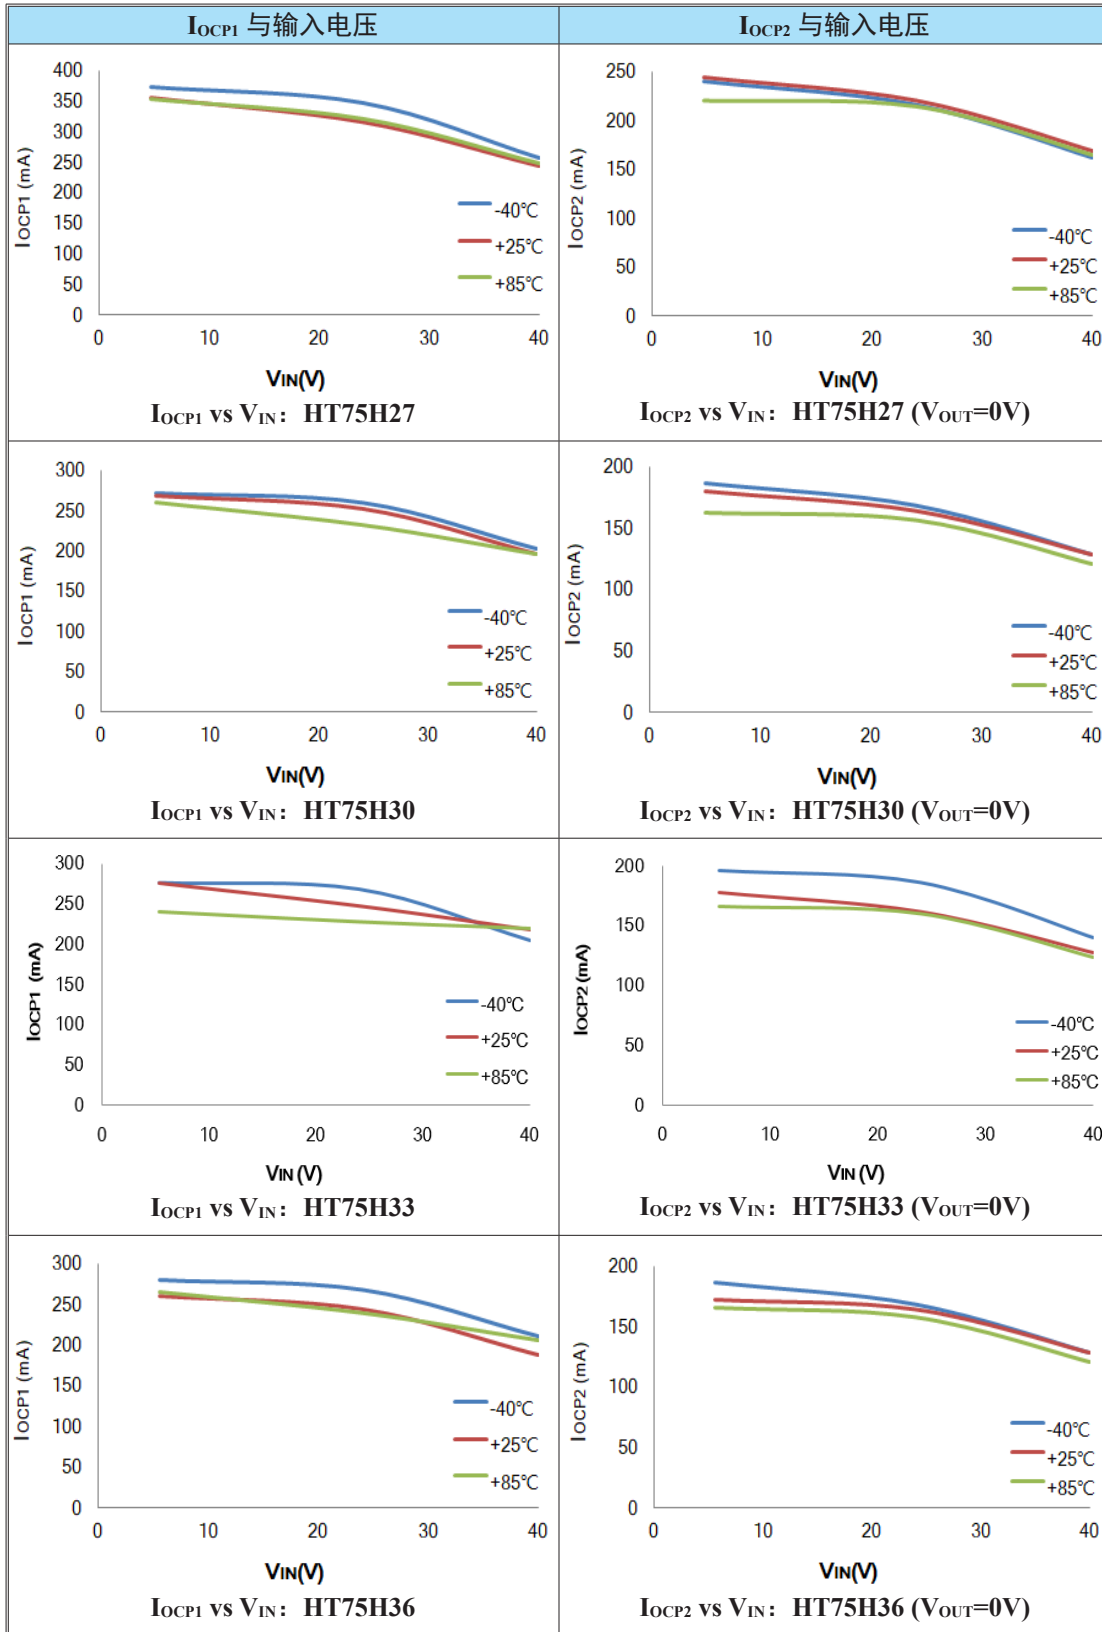 IOCP1 与输入电压
IOCP2 与输入电压
400
350
300
250
200
150
100
50
0
IOCP1 (mA)
-40℃
+25℃
+85℃
0 10 20 30 40
VIN(V)
IOCP1 vs VIN：HT75H27
250
200
150
100
50
0
IOCP2 (mA)
-40℃
+25℃
+85℃
0 10 20 30 40
VIN(V)
IOCP2 vs VIN：HT75H27 (VOUT=0V)
300
250
200
150
100
50
0
IOCP1 (mA)
-40℃
+25℃
+85℃
0 10 20 30 40
VIN(V)
IOCP1 vs VIN：HT75H30
200
150
100
50
0
IOCP2 (mA)
-40℃
+25℃
+85℃
0 10 20 30 40
VIN(V)
IOCP2 vs VIN：HT75H30 (VOUT=0V)
300
250
200
150
100
50
0
IOCP1 (mA)
-40℃
+25℃
+85℃
0 10 20 30 40
VIN (V)
IOCP1 vs VIN：HT75H33
200
150
100
50
0
IOCP2 (mA)
-40℃
+25℃
+85℃
0 10 20 30 40
VIN (V)
IOCP2 vs VIN：HT75H33 (VOUT=0V)
300
250
200
150
100
50
0
IOCP1 (mA)
-40℃
+25℃
+85℃
0 10 20 30 40
VIN(V)
IOCP1 vs VIN：HT75H36
200
150
100
50
0
IOCP2 (mA)
-40℃
+25℃
+85℃
0 10 20 30 40
VIN(V)
IOCP2 vs VIN：HT75H36 (VOUT=0V)